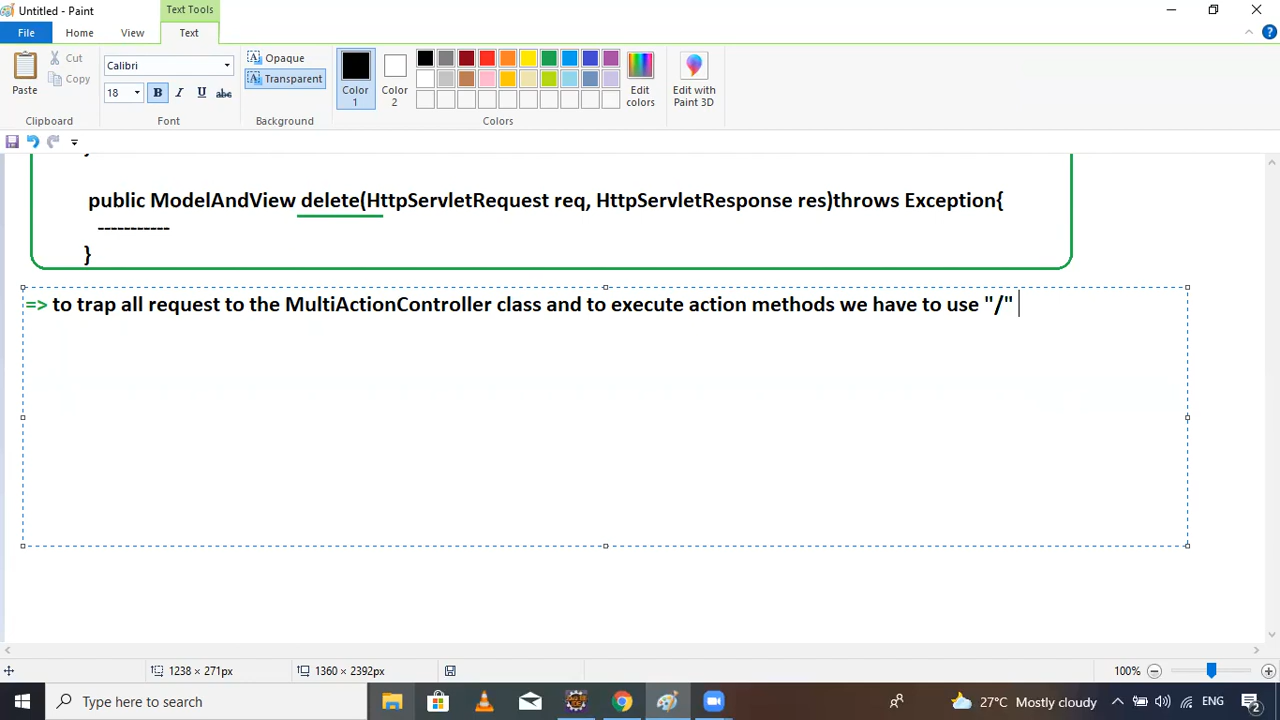 Untitled - Paint
Text Tools
File
Home
View
Text
Paste
Cut
Copy
Clipboard
Calibri
18
B
I
U
abc
Font
Opaque
Transparent
Background
Color
1
Color
2
Edit
colors
Colors
Edit with
Paint 3D
public ModelAndView delete(HttpServletRequest req, HttpServletResponse res)throws Exception{
-----------
}
=> to trap all request to the MultiActionController class and to execute action methods we have to use "/"
1238 × 271px
1360 × 2392px
100%
Type here to search
27°C Mostly cloudy
ENG
2